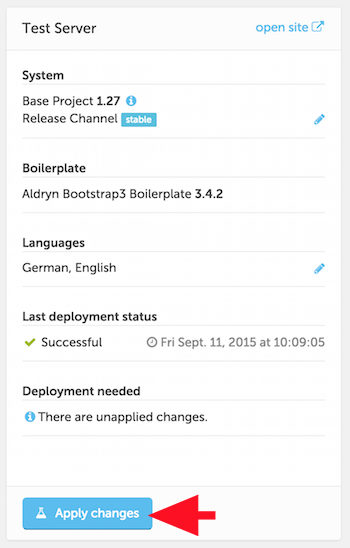 Test Server open site
System
Base Project 1.27
Release Channel stable
Boilerplate
Aldryn Bootstrap3 Boilerplate 3.4.2
Languages
German, English
Last deployment status
Successful Fri Sept. 11, 2015 at 10:09:05
Deployment needed
There are unapplied changes.
Apply changes